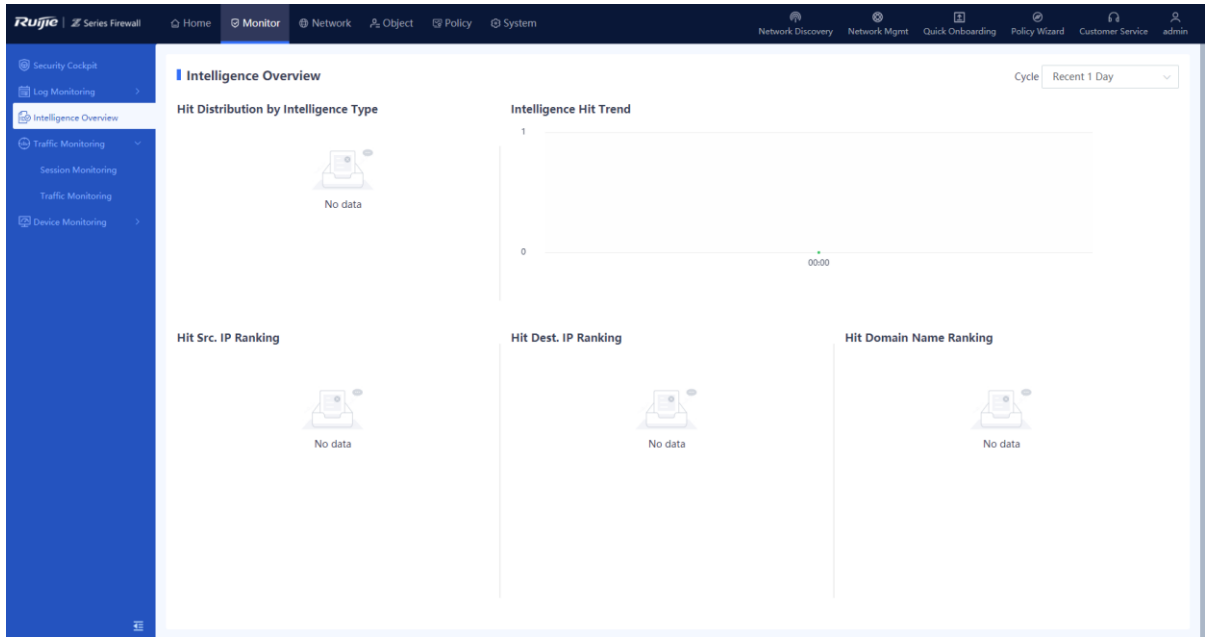 Ruijie | Z Series Firewall
Home
Monitor
Network
Object
Policy
System
Network Discovery
Network Mgmt
Quick Onboarding
Policy Wizard
Customer Service
admin
Security Cockpit
Log Monitoring
Intelligence Overview
Traffic Monitoring
Session Monitoring
Traffic Monitoring
Device Monitoring
Intelligence Overview
Cycle
Recent 1 Day
Hit Distribution by Intelligence Type
No data
Intelligence Hit Trend
1
0
00:00
Hit Src. IP Ranking
No data
Hit Dest. IP Ranking
No data
Hit Domain Name Ranking
No data